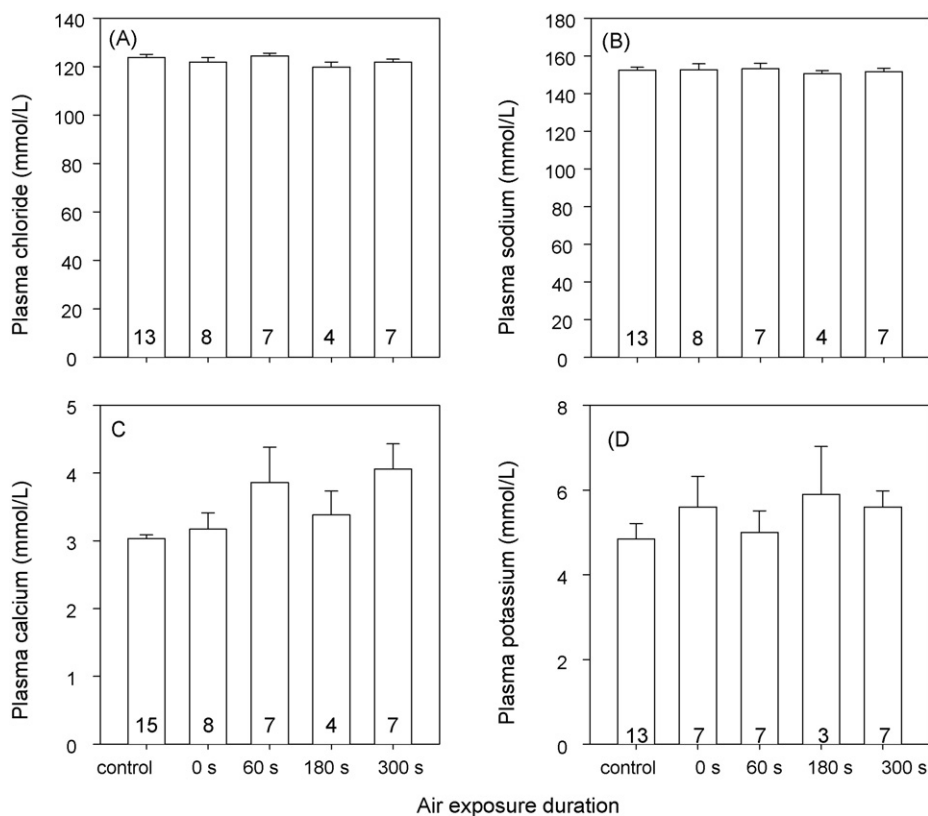 (A)
Plasma chloride (mmol/L)
140
120
100
80
60
40
20
0
13 8 7 4 7
(B)
Plasma sodium (mmol/L)
180
160
140
120
100
80
60
40
20
0
13 8 7 4 7
C
Plasma calcium (mmol/L)
5
4
3
2
1
0
15 8 7 4 7
control 0 s 60 s 180 s 300 s
(D
Plasma potassium (mmol/L)
8
6
4
2
0
13 7 7 3 7
control 0 s 60 s 180 s 300 s
Air exposure duration